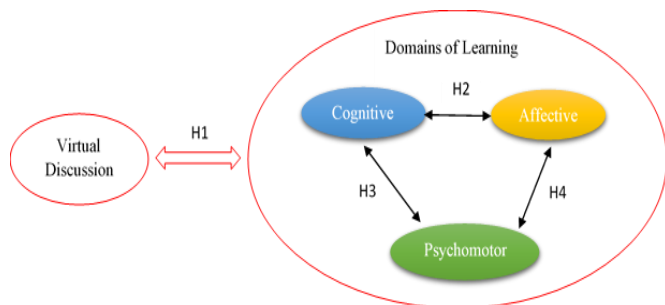 Domains of Learning
H2
Cognitive
Affective
H1
Virtual
Discussion
H3
H4
Psychomotor